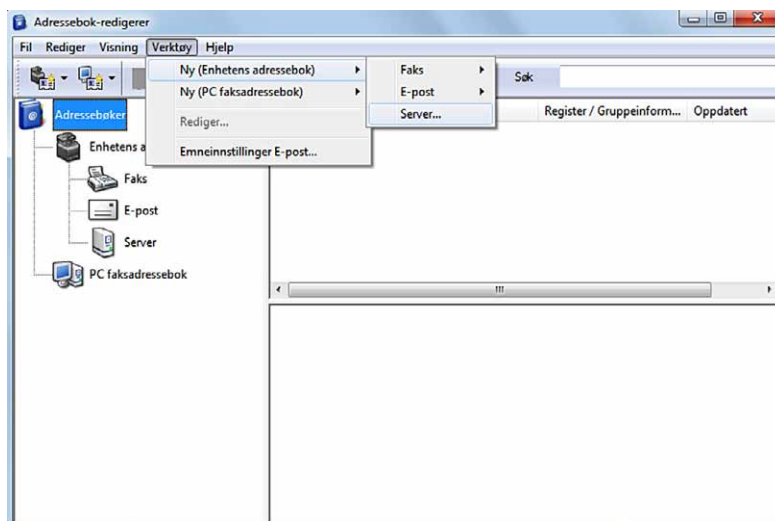 Adressebok-redigerer
Fil Rediger Visning Verktøy Hjelp
Ny (Enhetens adressebok)
Ny (PC faksadressebok)
Rediger...
Emneinnstillinger E-post...
Faks
E-post
Server...
Søk
Register / Gruppeinform... Oppdatert
Adressebøker
Enhetens a
Faks
E-post
Server
PC faksadressebok